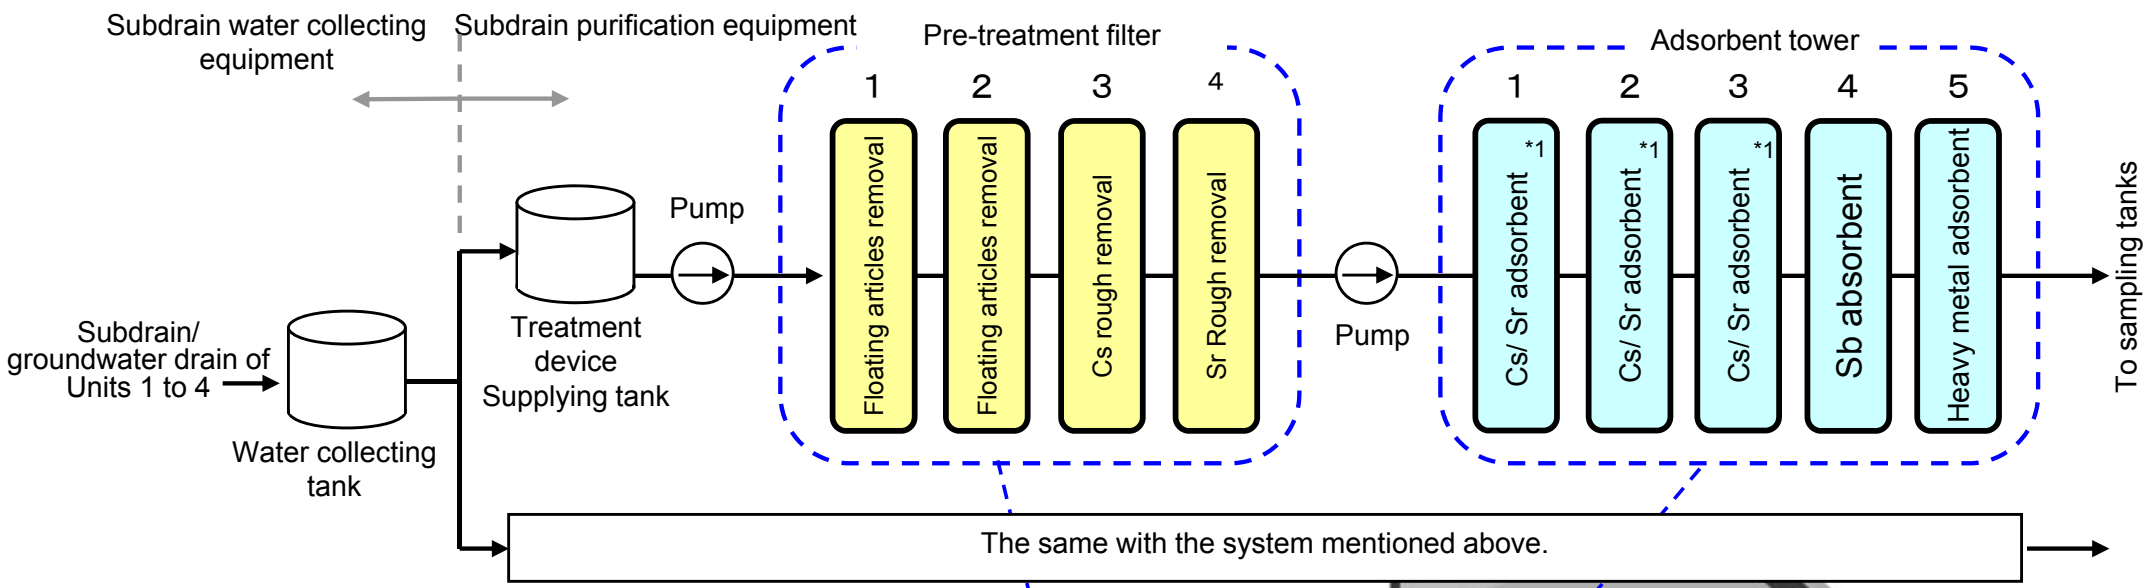 Subdrain water collecting
equipment
Subdrain purification equipment
Pre-treatment filter
Adsorbent tower
1
2
3
4
1
2
3
4
5
Floating articles removal
Floating articles removal
Cs rough removal
Sr Rough removal
Cs/ Sr adsorbent *1
Cs/ Sr adsorbent *1
Cs/ Sr adsorbent *1
Sb absorbent
Heavy metal adsorbent
To sampling tanks
Pump
Pump
Treatment
device
Supplying tank
Subdrain/
groundwater drain of
Units 1 to 4
Water collecting
tank
The same with the system mentioned above.